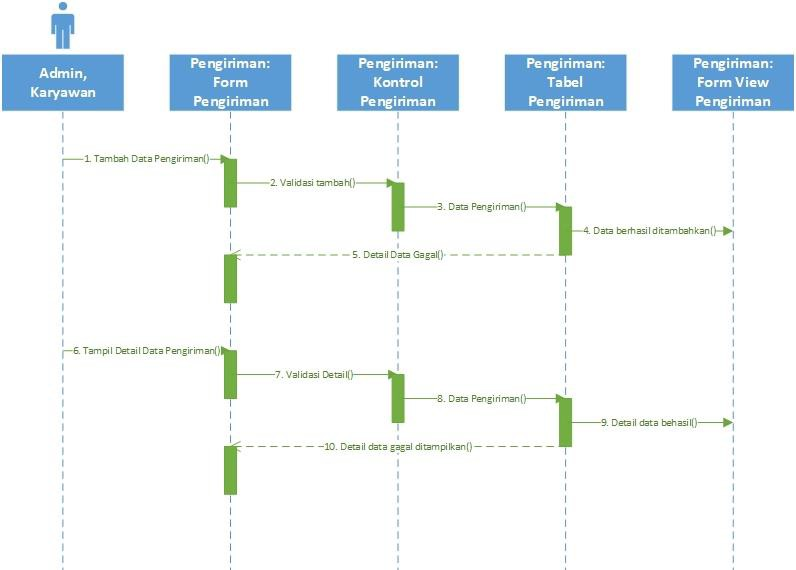 Admin,
Karyawan
Pengiriman:
Form
Pengiriman
Pengiriman:
Kontrol
Pengiriman
Pengiriman:
Tabel
Pengiriman
Pengiriman:
Form View
Pengiriman
1. Tambah Data Pengiriman()
2. Validasi tambah()
3. Data Pengiriman()
4. Data berhasil ditambahkan()
5. Detail Data Gagal()
6. Tampil Detail Data Pengiriman()
7. Validasi Detail()
8. Data Pengiriman()
9. Detail data behasil()
10. Detail data gagal ditampilkan()